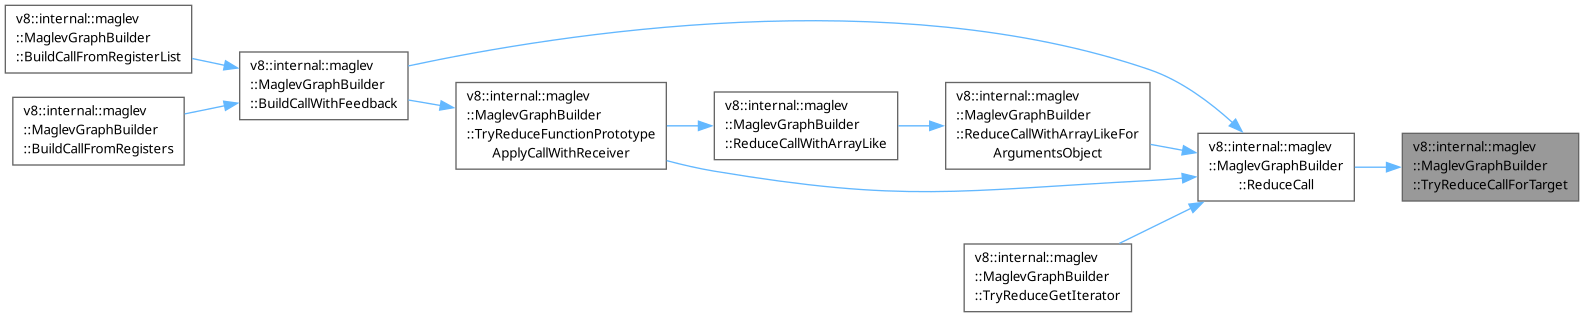 v8::internal::maglev
::MaglevGraphBuilder
::BuildCallFromRegisterList
v8::internal::maglev
::MaglevGraphBuilder
::BuildCallFromRegisters
v8::internal::maglev
::MaglevGraphBuilder
::BuildCallWithFeedback
v8::internal::maglev
::MaglevGraphBuilder
::TryReduceFunctionPrototype
ApplyCallWithReceiver
v8::internal::maglev
::MaglevGraphBuilder
::ReduceCallWithArrayLike
v8::internal::maglev
::MaglevGraphBuilder
::ReduceCallWithArrayLikeFor
ArgumentsObject
v8::internal::maglev
::MaglevGraphBuilder
::TryReduceGetIterator
v8::internal::maglev
::MaglevGraphBuilder
::ReduceCall
v8::internal::maglev
::MaglevGraphBuilder
::TryReduceCallForTarget